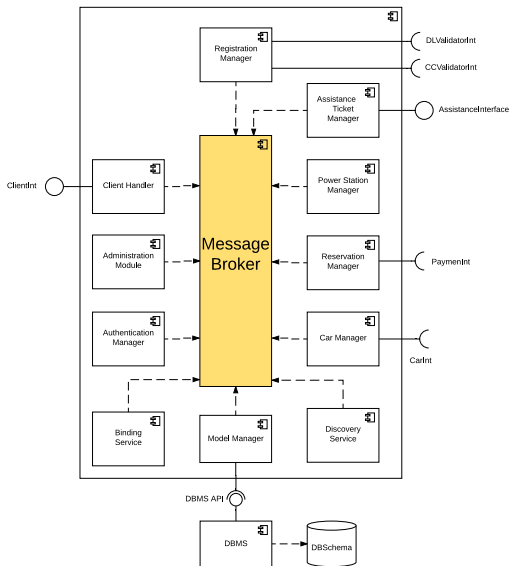 Registration
Manager
DLValidatorInt
CCValidatorInt
Assistance
Ticket
Manager
AssistanceInterface
ClientInt
Client Handler
Power Station
Manager
Message
Broker
Administration
Module
Reservation
Manager
PaymenInt
Authentication
Manager
Car Manager
CarInt
Binding
Service
Model Manager
Discovery
Service
DBMS API
DBMS
DBSchema